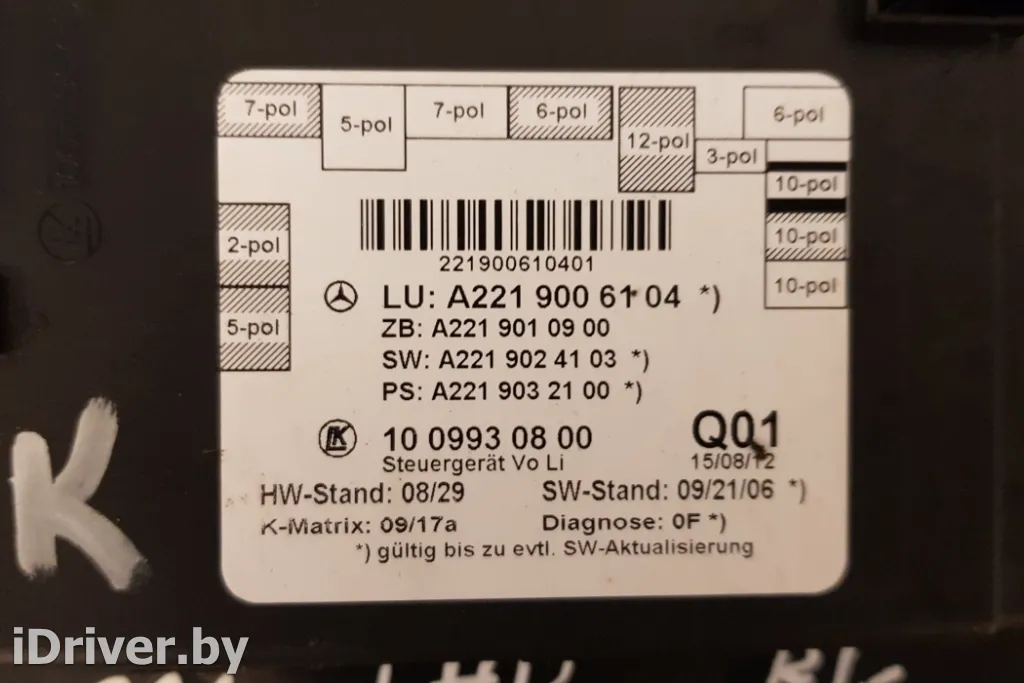 7-pol
5-pol
7-pol
6-pol
12-pol
3-pol
6-pol
10-pol
10-pol
10-pol
2-pol
5-pol
221900610401
LU: A221 900 61 04 *)
ZB: A221 901 09 00
SW: A221 902 41 03 *)
PS: A221 903 21 00 *)
10 0993 08 00
Q01
Steuergerät Vo Li
15/08/12
HW-Stand: 08/29
SW-Stand: 09/21/06 *)
K-Matrix: 09/17a
Diagnose: 0F *)
*) gültig bis zu evtl. SW-Aktualisierung
K
iDriver.by